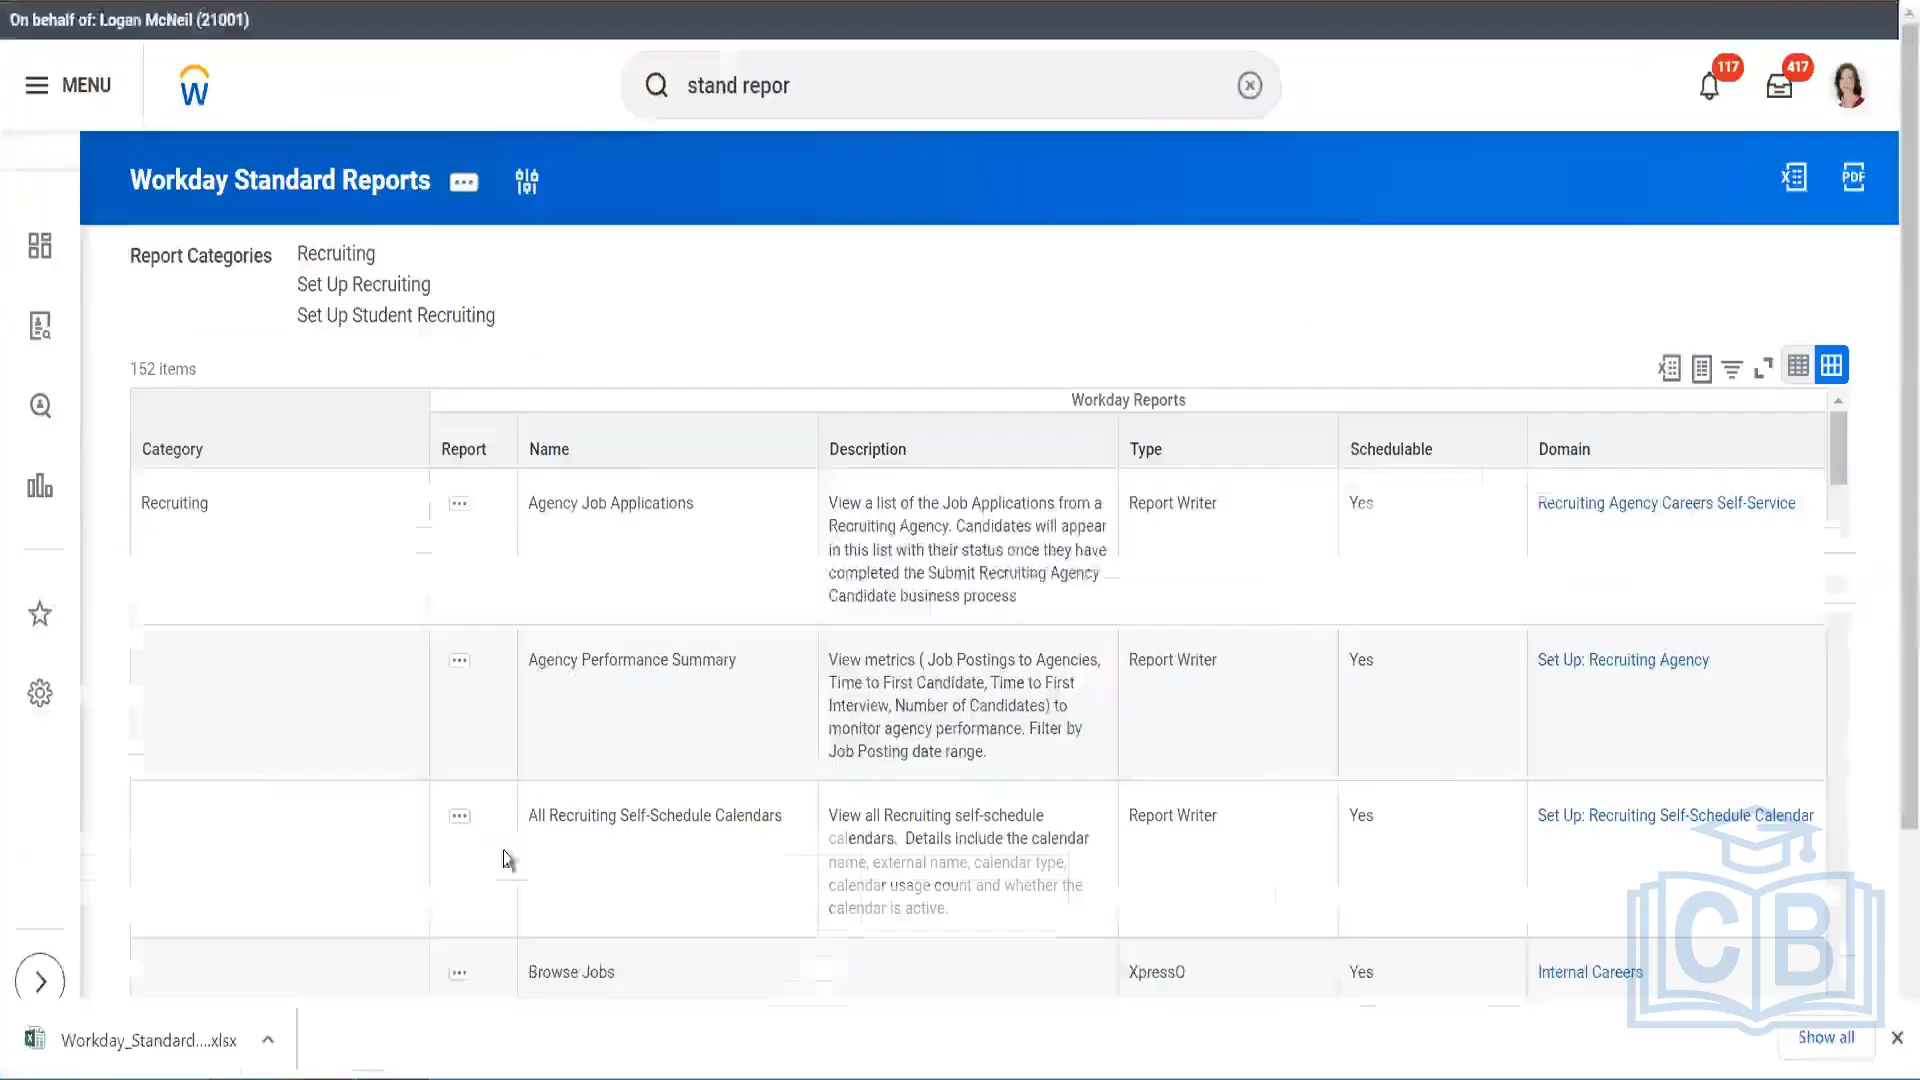 On behalf of: Logan McNeil (21001)
MENU
W
stand repor
117
417
Workday Standard Reports
X
PDF
Report Categories
Recruiting
Set Up Recruiting
Set Up Student Recruiting
152 items
Workday Reports
Category
Report
Name
Description
Type
Schedulable
Domain
Recruiting
Agency Job Applications
View a list of the Job Applications from a
Recruiting Agency. Candidates will appear
in this list with their status once they have
completed the Submit Recruiting Agency
Candidate business process
Report Writer
Yes
Recruiting Agency Careers Self-Service
Agency Performance Summary
View metrics ( Job Postings to Agencies,
Time to First Candidate, Time to First
Interview, Number of Candidates) to
monitor agency performance. Filter by
Job Posting date range.
Report Writer
Yes
Set Up: Recruiting Agency
All Recruiting Self-Schedule Calendars
View all Recruiting self-schedule
calendars. Details include the calendar
name, external name, calendar type,
calendar usage count and whether the
calendar is active.
Report Writer
Yes
Set Up: Recruiting Self-Schedule Calendar
Browse Jobs
XpressO
Yes
Internal Careers
CB
Workday_Standard....xlsx
Show all